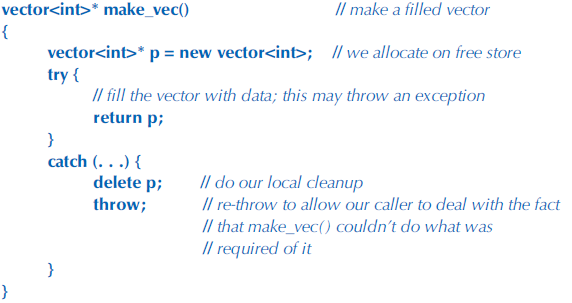 vector<int>* make_vec() // make a filled vector
{
vector<int>* p = new vector<int>; // we allocate on free store
try {
// fill the vector with data; this may throw an exception
return p;
}
catch (. . .) {
delete p; // do our local cleanup
throw; // re-throw to allow our caller to deal with the fact
// that make_vec() couldn’t do what was
// required of it
}
}